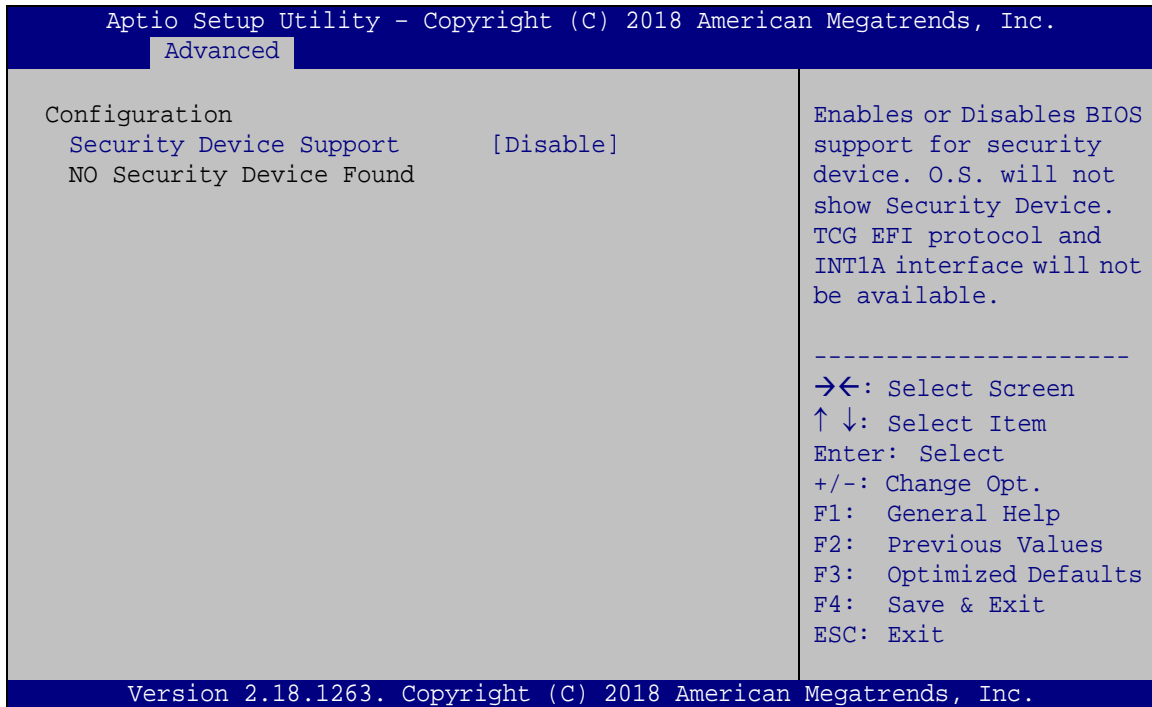 Aptio Setup Utility – Copyright (C) 2018 American Megatrends, Inc.
Advanced
Configuration
Security Device Support [Disable]
NO Security Device Found
Enables or Disables BIOS
support for security
device. O.S. will not
show Security Device.
TCG EFI protocol and
INT1A interface will not
be available.
----------------------
→←: Select Screen
↑ ↓: Select Item
Enter: Select
+/-: Change Opt.
F1: General Help
F2: Previous Values
F3: Optimized Defaults
F4: Save & Exit
ESC: Exit
Version 2.18.1263. Copyright (C) 2018 American Megatrends, Inc.